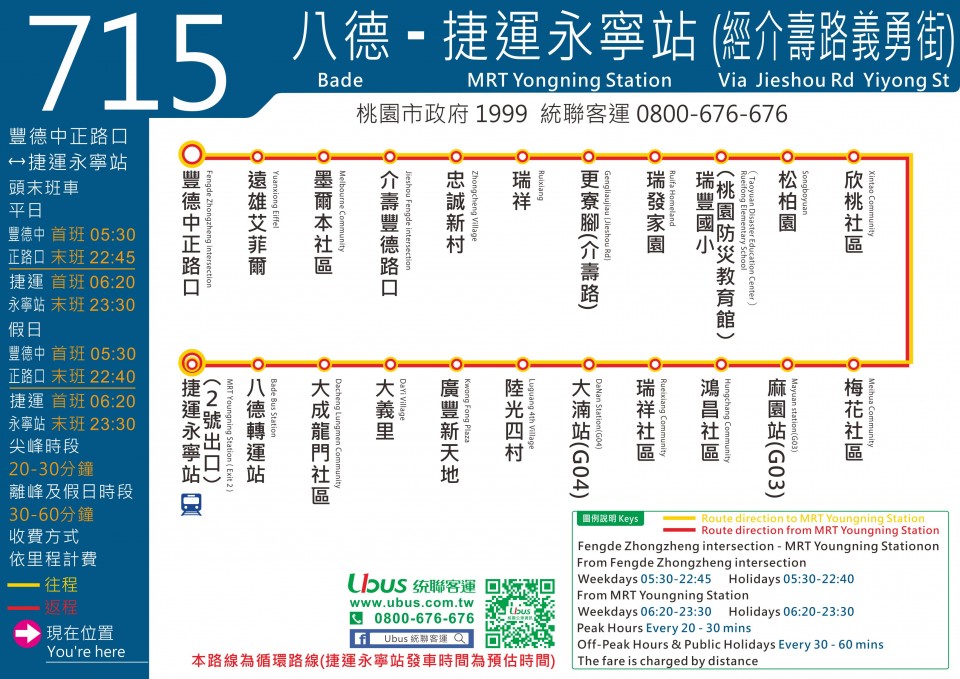 715
八德 - 捷運永寧站 (經介壽路義勇街)
Bade MRT Yongning Station Via Jieshou Rd Yiyong St
桃園市政府 1999 統聯客運 0800-676-676
豐德中正路口
↔捷運永寧站
頭末班車
平日
豐德中 首班 05:30
正路口 末班 22:45
捷運 首班 06:20
永寧站 末班 23:30
假日
豐德中 首班 05:30
正路口 末班 22:40
捷運 首班 06:20
永寧站 末班 23:30
尖峰時段
20-30分鐘
離峰及假日時段
30-60分鐘
收費方式
依里程計費
往程
返程
現在位置
You're here
豐德中正路口
Fengde Zhongzheng intersection
遠雄艾菲爾
Yuanxiong Eiffel
墨爾本社區
Melbourne Community
介壽豐德路口
Jieshou Fengde intersection
忠誠新村
Zhongcheng Village
瑞祥
Ruixiang
更寮腳(介壽路)
Gengliaojiau (Jieshou Rd)
瑞發家園
Ruifa Homeland
瑞豐國小
(桃園防災教育館)
Rueifong Elementary School
(Taoyuan Disaster Education Center)
松柏園
Songboyuan
欣桃社區
Xintao Community
捷運永寧站
(2號出口)
MRT Youngning Station (Exit 2)
八德轉運站
Bade Bus Station
大成龍門社區
Dacheng Lungmen Community
大義里
DaYi Village
廣豐新天地
Kwong Fong Plaza
陸光四村
Luguang 4th Village
大湳站(G04)
DaNan Station(G04)
瑞祥社區
Rueixiang Community
鴻昌社區
Hungchang Community
麻園站(G03)
Mayuan station(G03)
梅花社區
Meihua Community
圖例說明 Keys
Route direction to MRT Youngning Station
Route direction from MRT Youngning Station
Fengde Zhongzheng intersection - MRT Youngning Stationon
From Fengde Zhongzheng intersection
Weekdays 05:30-22:45 Holidays 05:30-22:40
From MRT Youngning Station
Weekdays 06:20-23:30 Holidays 06:20-23:30
Peak Hours Every 20 - 30 mins
Off-Peak Hours & Public Holidays Every 30 - 60 mins
The fare is charged by distance
Ubus 統聯客運
www.ubus.com.tw
0800-676-676
Ubus 統聯客運
本路線為循環路線(捷運永寧站發車時間為預估時間)